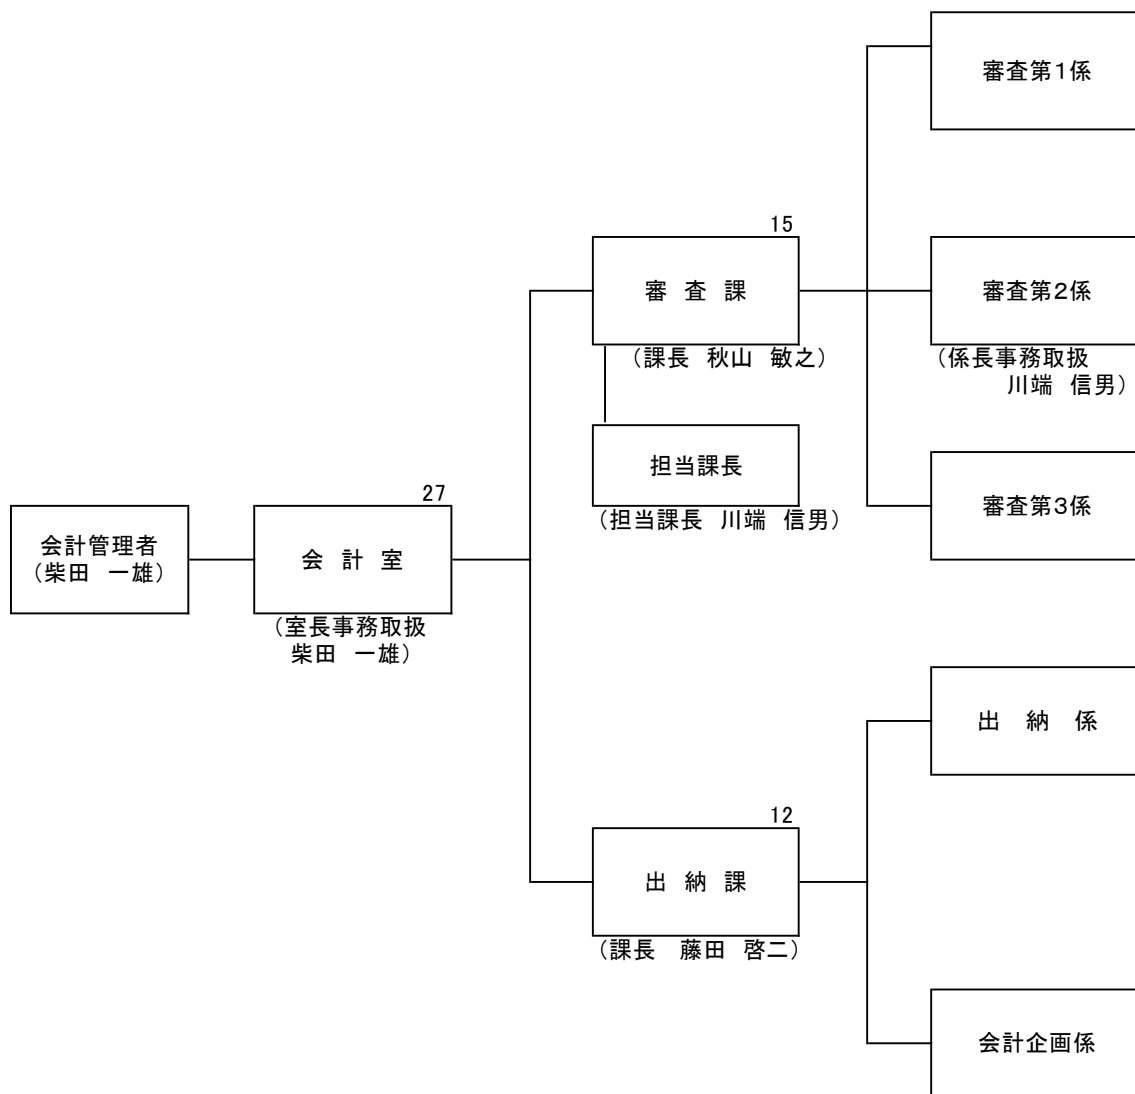 審査第１係
15
審　査　課
（課長　秋山　敏之）
審査第２係
（係長事務取扱
川端　信男）
担当課長
（担当課長　川端　信男）
審査第３係
27
会計管理者
（柴田　一雄）
会　計　室
（室長事務取扱
柴田　一雄）
出　納　係
12
出　納　課
（課長　藤田　啓二）
会計企画係